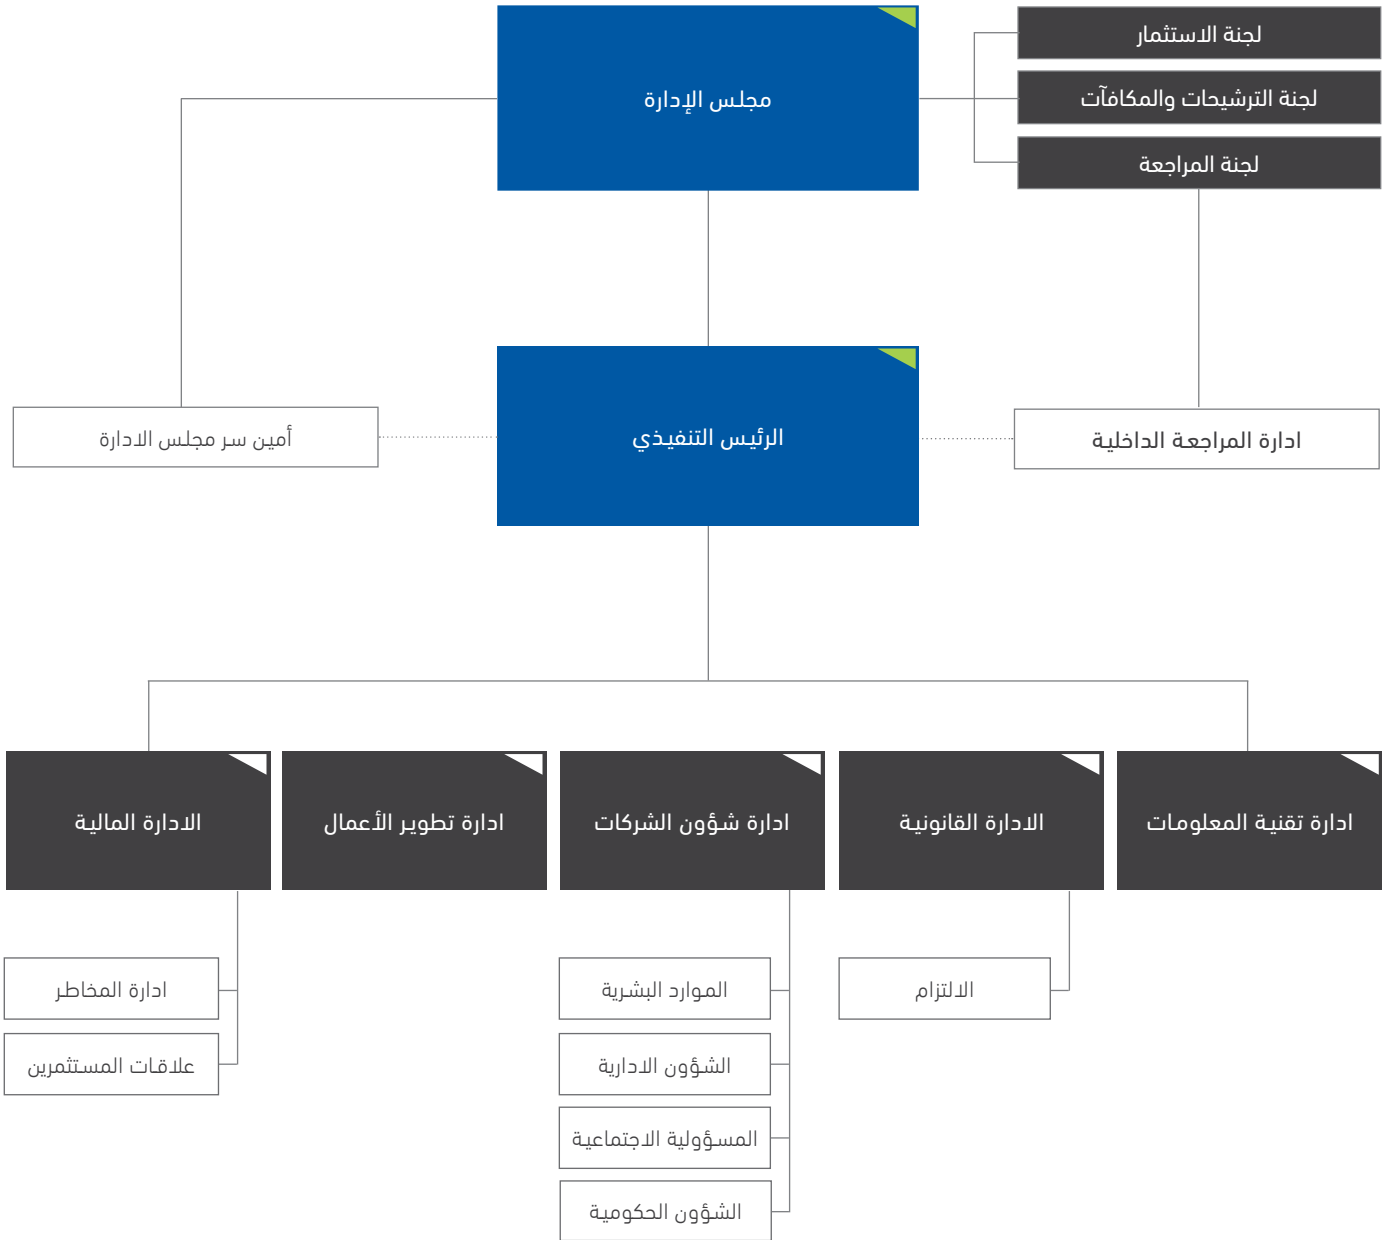 لجنة الاستثمار
مجلس الإدارة
لجنة الترشيحات والمكافآت
لجنة المراجعة
ادارة المراجعة الداخلية
الرئيس التنفيذي
أمين سر مجلس الادارة
ادارة تقنية المعلومات
الادارة القانونية
ادارة شؤون الشركات
ادارة تطوير الأعمال
الادارة المالية
الالتزام
الموارد البشرية
الشؤون الادارية
المسؤولية الاجتماعية
الشؤون الحكومية
ادارة المخاطر
علاقات المستثمرين